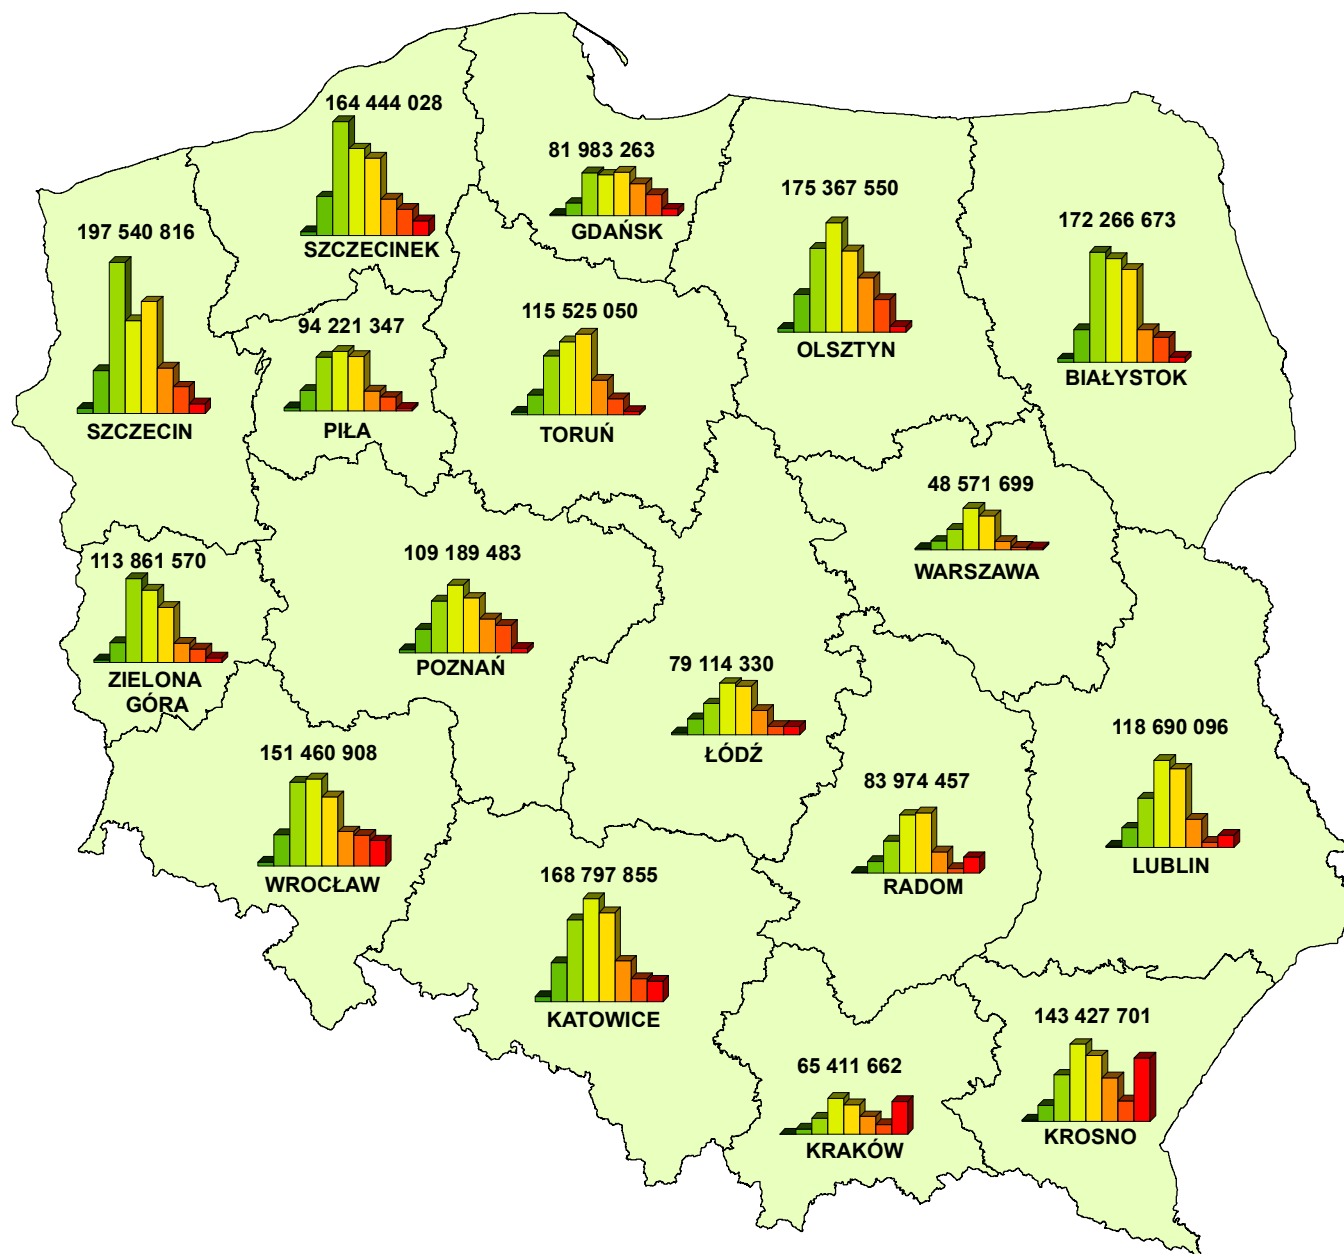 164 444 028
SZCZECINEK
81 983 263
GDAŃSK
175 367 550
OLSZTYN
172 266 673
BIAŁYSTOK
197 540 816
SZCZECIN
94 221 347
PIŁA
115 525 050
TORUŃ
48 571 699
WARSZAWA
113 861 570
ZIELONA
GÓRA
109 189 483
POZNAŃ
79 114 330
ŁÓDŹ
118 690 096
LUBLIN
151 460 908
WROCŁAW
83 974 457
RADOM
168 797 855
KATOWICE
65 411 662
KRAKÓW
143 427 701
KROSNO